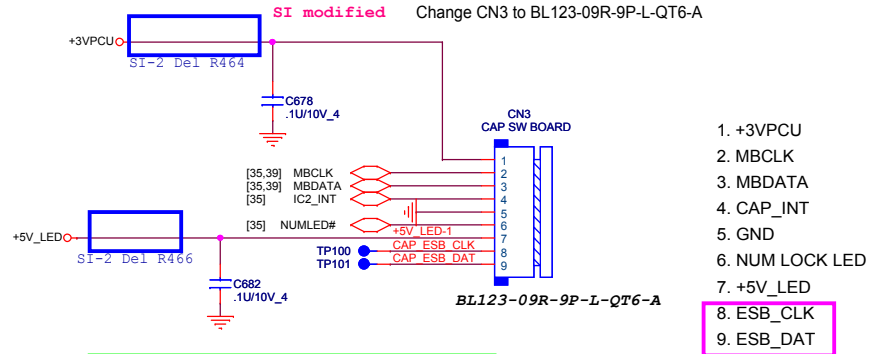 SI modified Change CN3 to BL123-09R-9P-L-QT6-A
+3VPCU
SI-2 Del R464
C678
.1U/10V_4
CN3
CAP SW BOARD
[35,39] MBCLK
[35,39] MBDATA
[35] IC2_INT
[35] NUMLED#
+5V_LED-1
TP100 CAP_ESB_CLK
TP101 CAP_ESB_DAT
1
2
3
4
5
6
7
8
9
+5V_LED
SI-2 Del R466
C682
.1U/10V_4
BL123-09R-9P-L-QT6-A
1. +3VPCU
2. MBCLK
3. MBDATA
4. CAP_INT
5. GND
6. NUM LOCK LED
7. +5V_LED
8. ESB_CLK
9. ESB_DAT